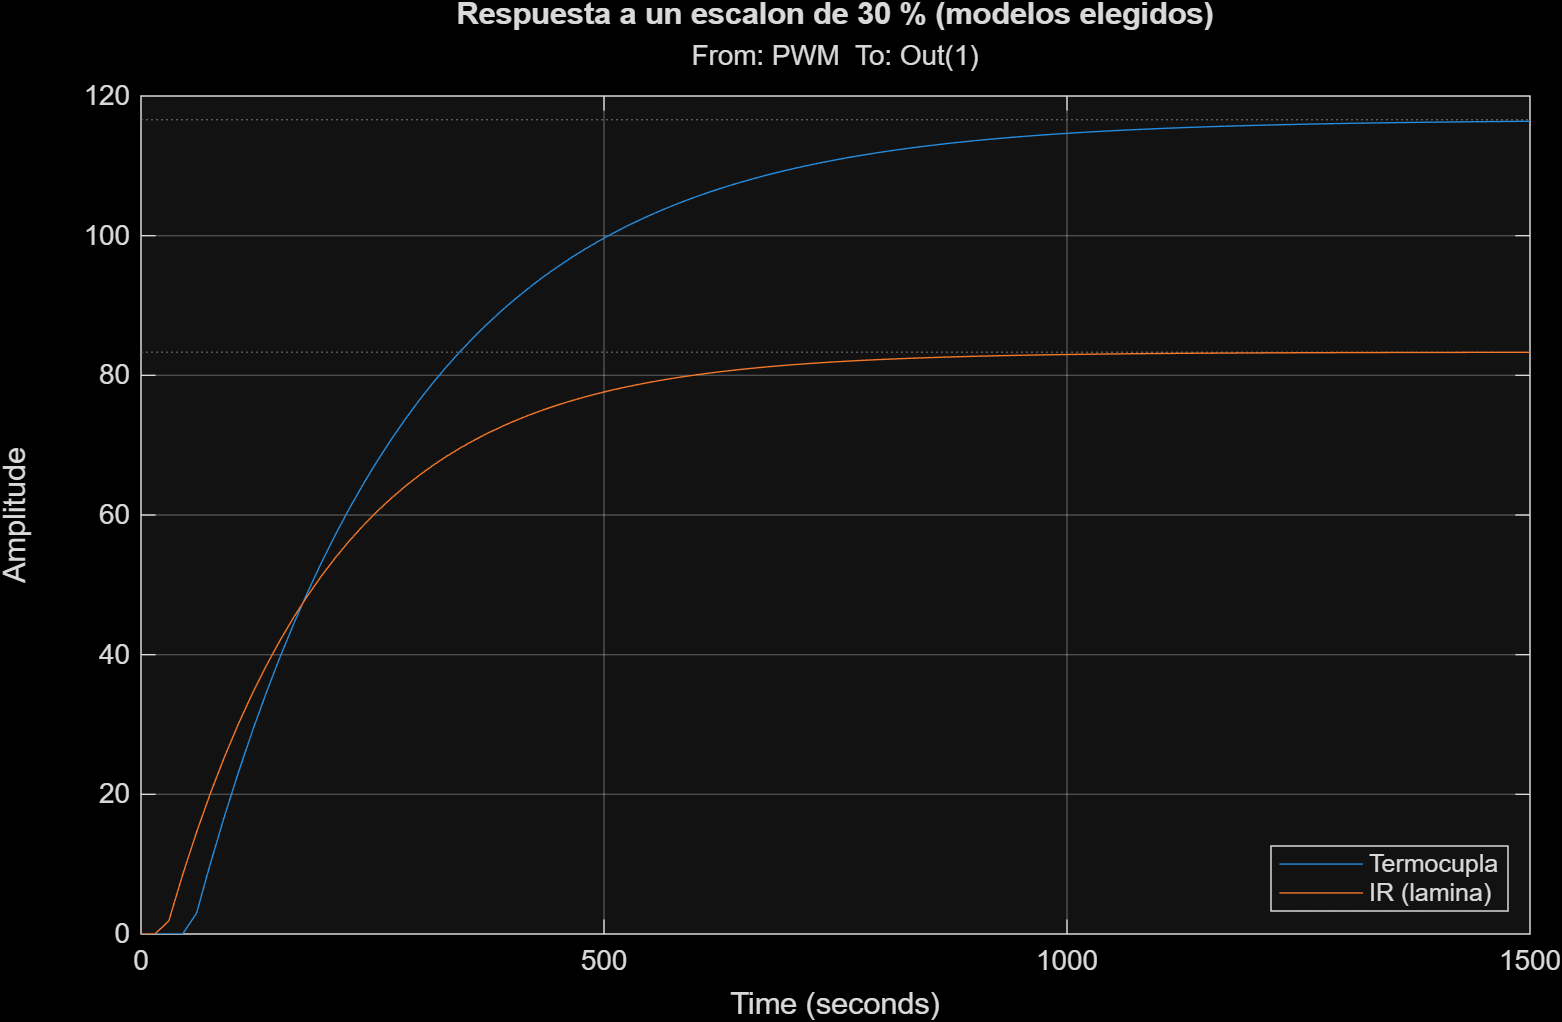 Respuesta a un escalon de 30 % (modelos elegidos)
From: PWM  To: Out(1)
120
100
80
60
40
20
0
Amplitude
0
500
1000
1500
Time (seconds)
Termocupla
IR (lamina)